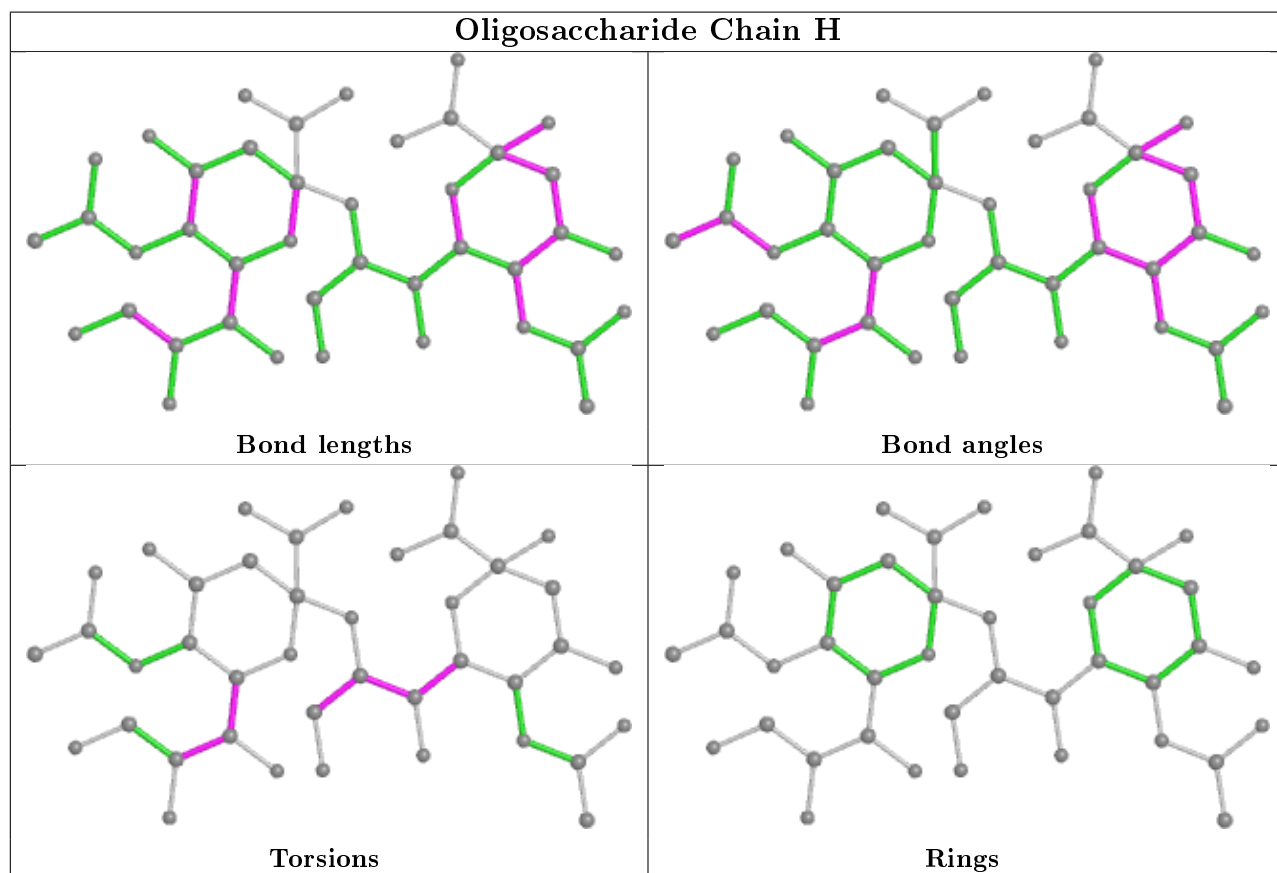 Oligosaccharide Chain H
Bond lengths
Bond angles
Torsions
Rings